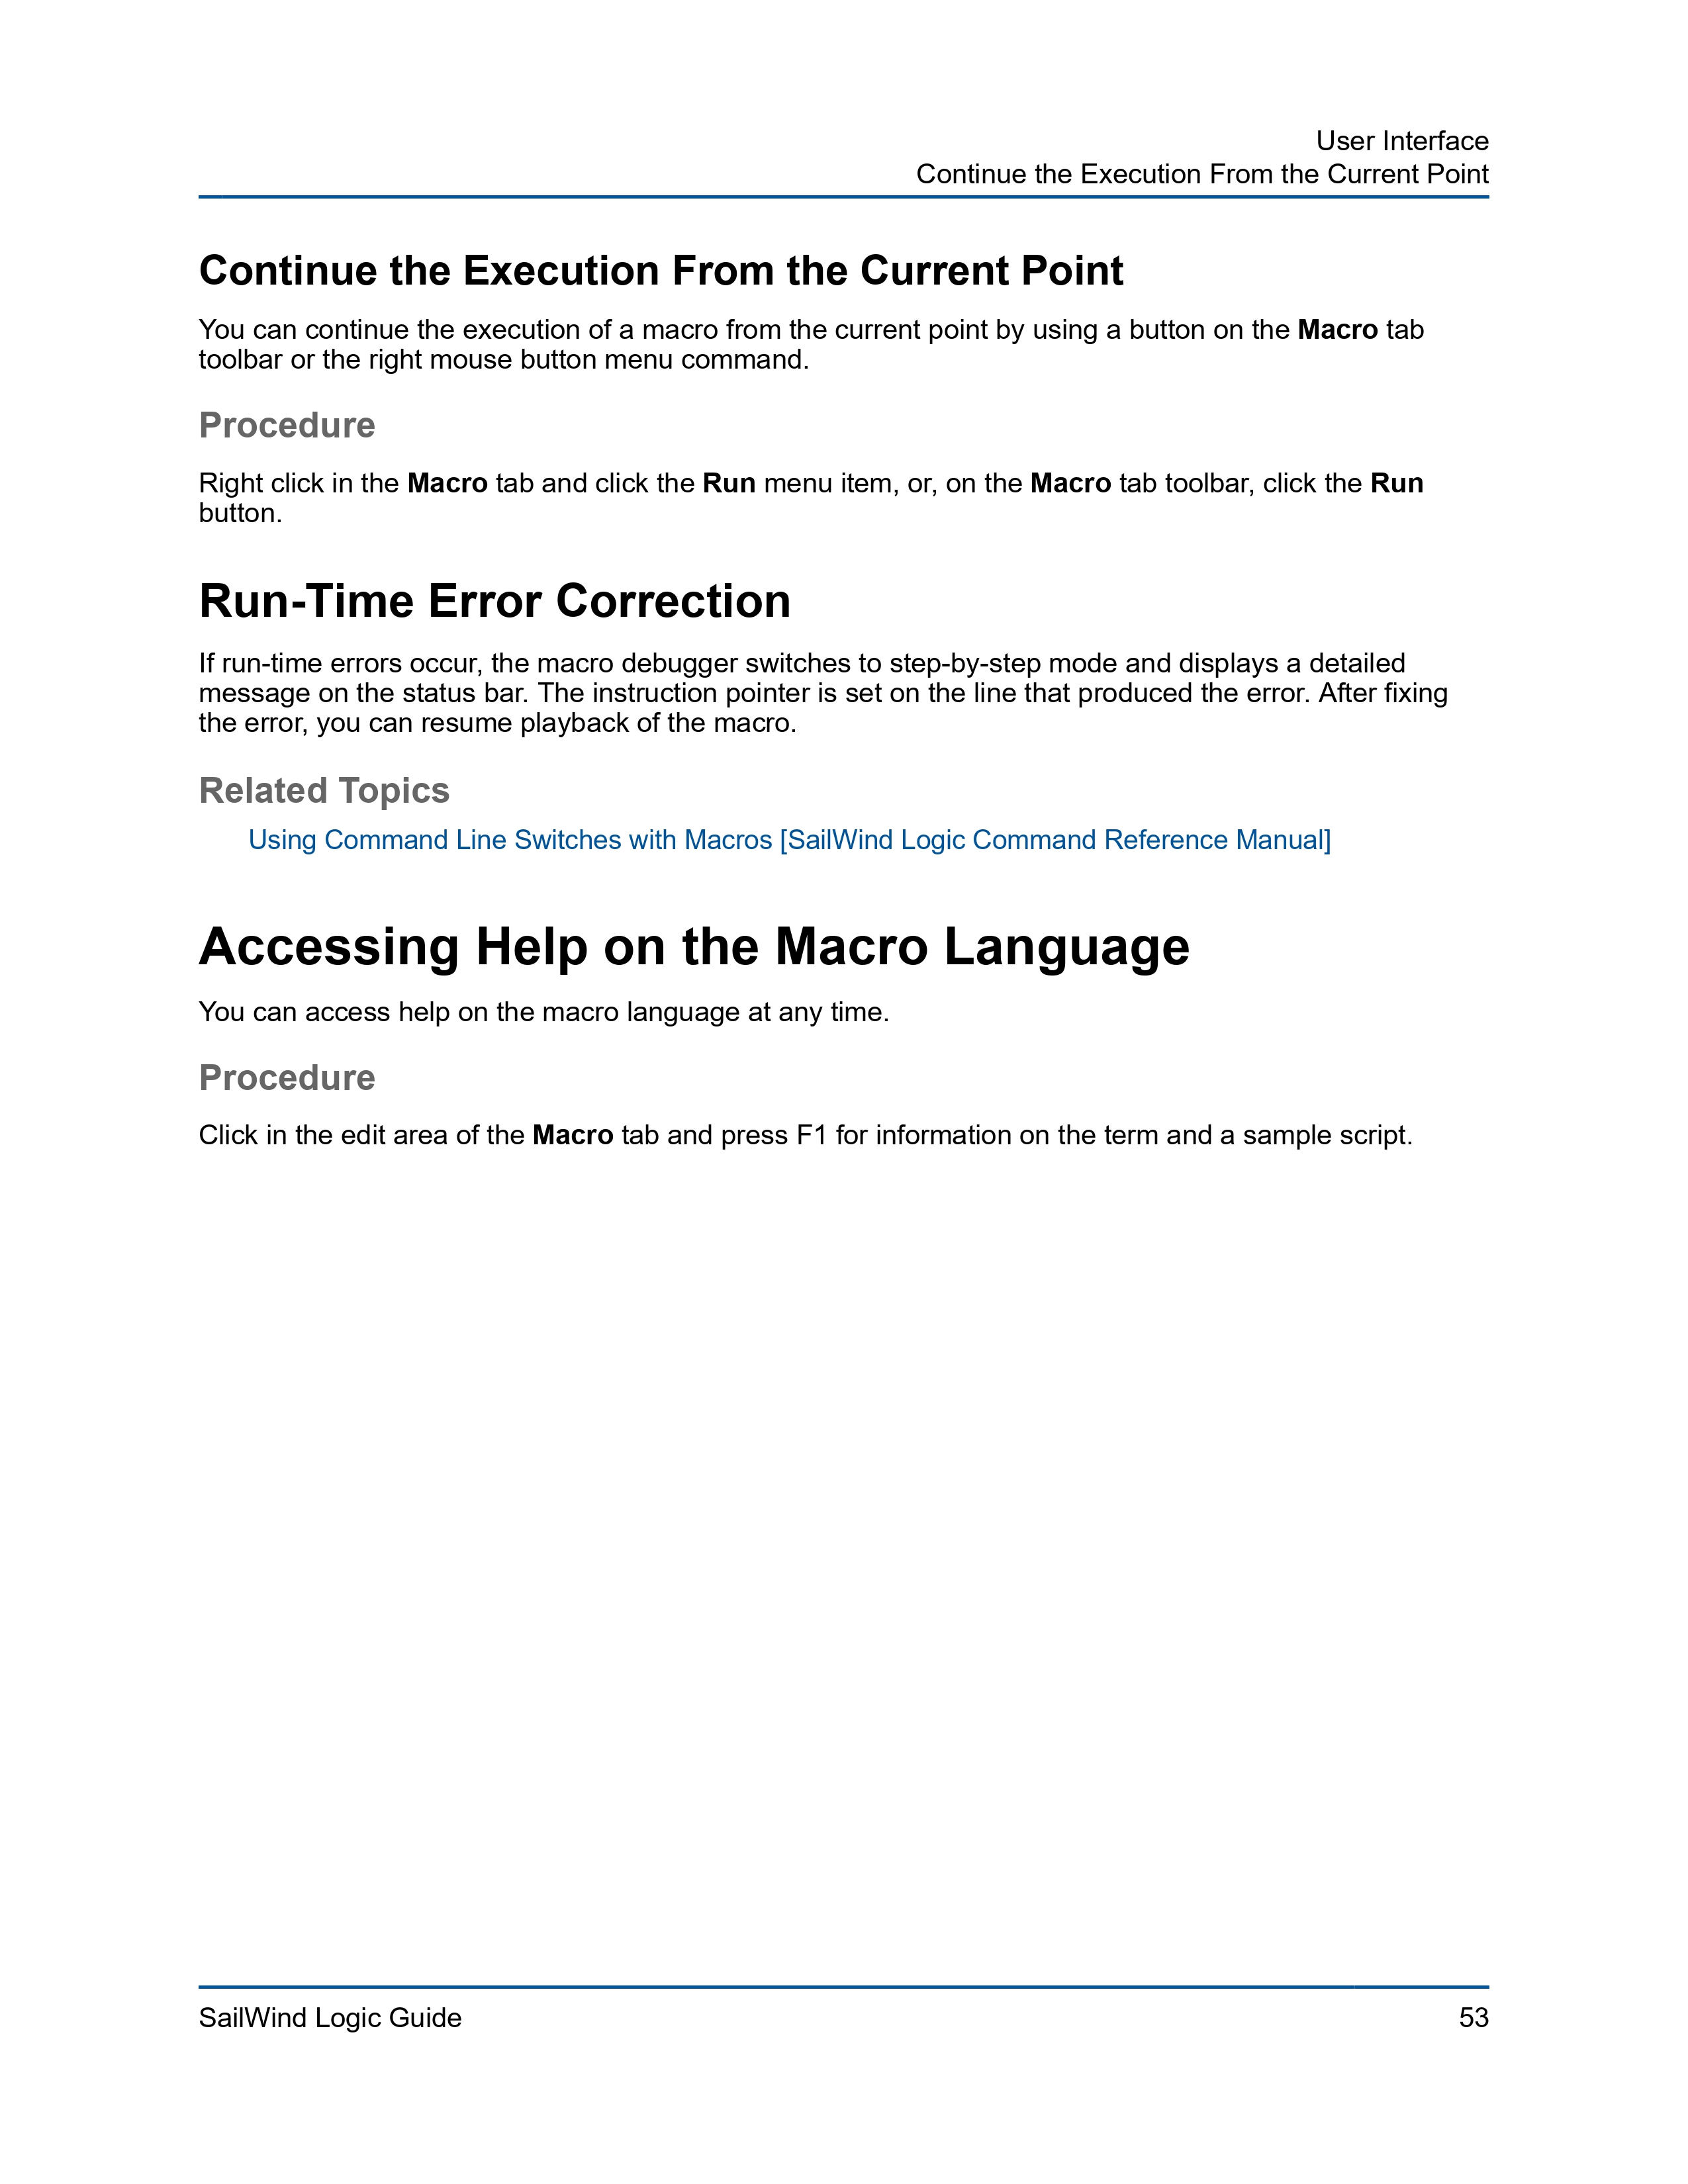 User Interface
Continue the Execution From the Current Point
Continue the Execution From the Current Point
You can continue the execution of a macro from the current point by using a button on the Macro tab
toolbar or the right mouse button menu command.
Procedure
Right click in the Macro tab and click the Run menu item, or, on the Macro tab toolbar, click the Run
button.
Run-Time Error Correction
If run-time errors occur, the macro debugger switches to step-by-step mode and displays a detailed
message on the status bar. The instruction pointer is set on the line that produced the error. After fixing
the error, you can resume playback of the macro.
Related Topics
Using Command Line Switches with Macros [SailWind Logic Command Reference Manual]
Accessing Help on the Macro Language
You can access help on the macro language at any time.
Procedure
Click in the edit area of the Macro tab and press F1 for information on the term and a sample script.
SailWind Logic Guide
53